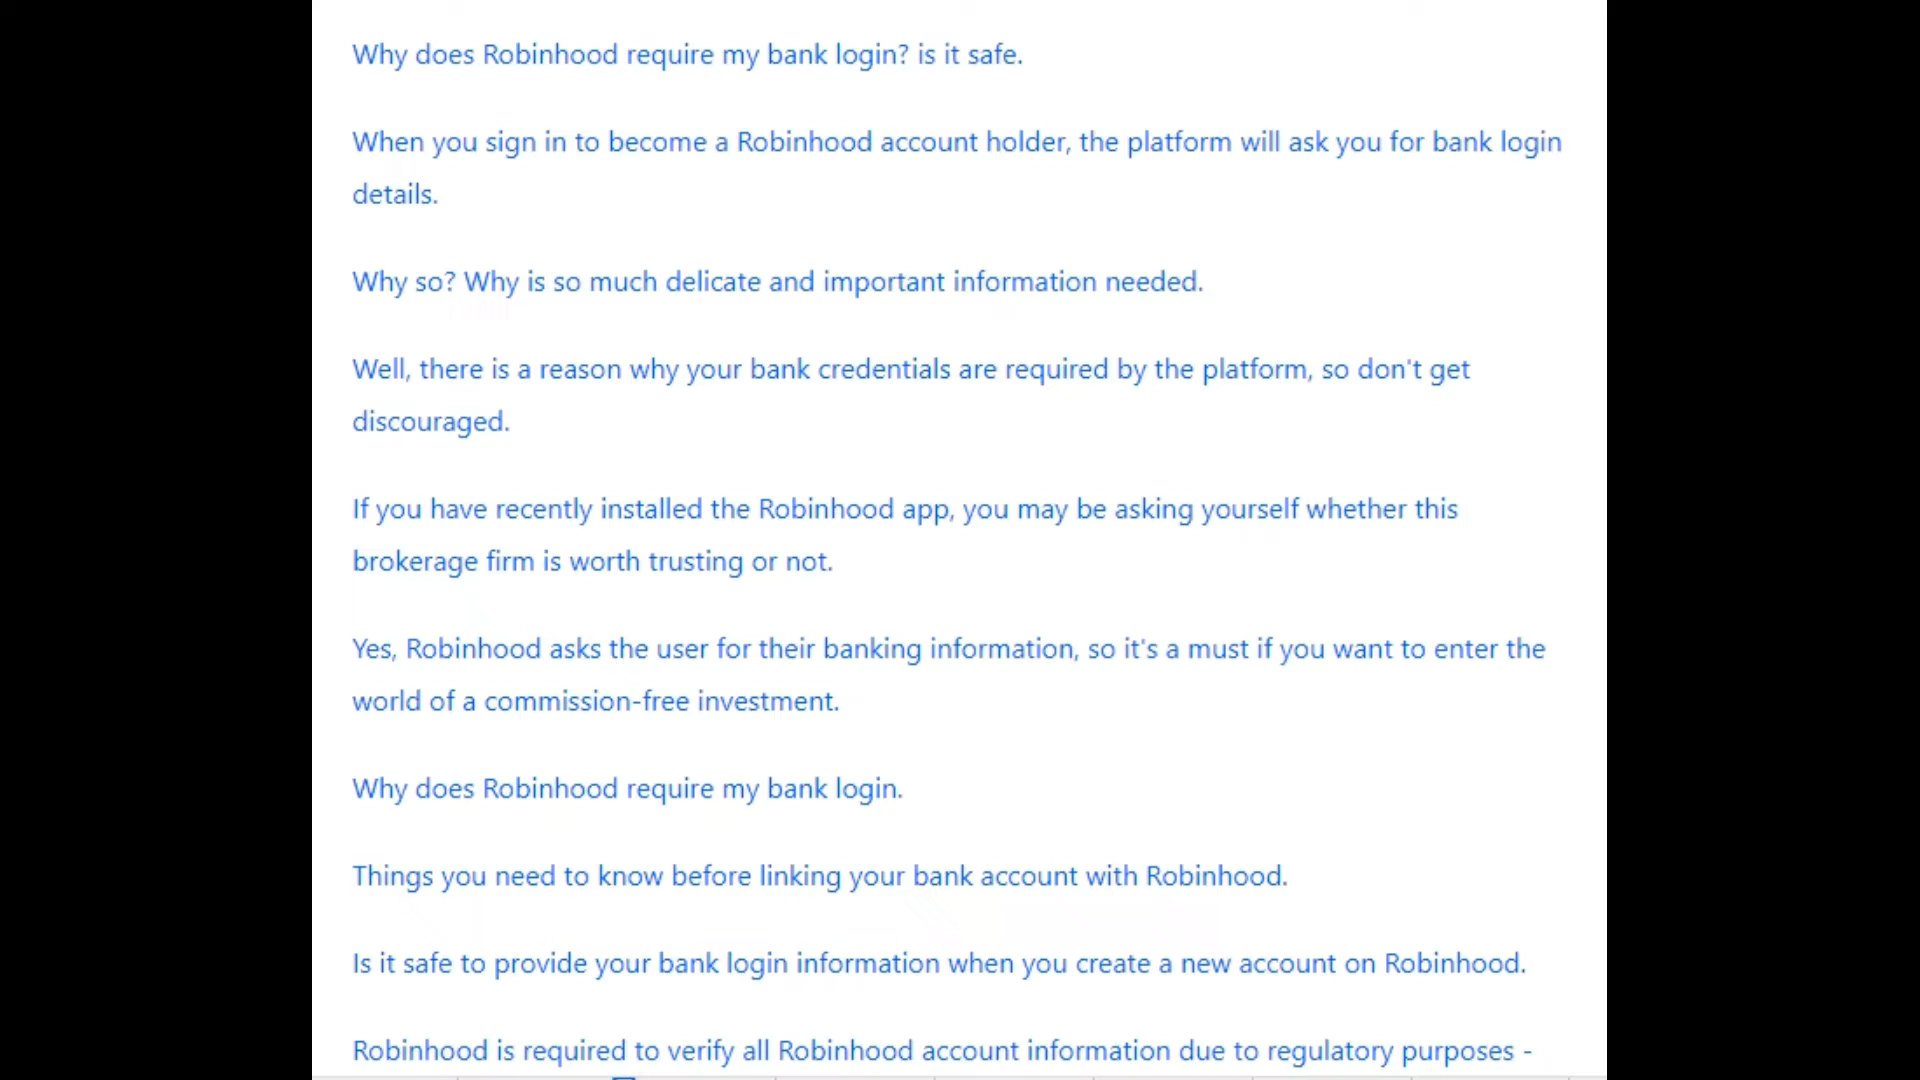 Why does Robinhood require my bank login? is it safe.
When you sign in to become a Robinhood account holder, the platform will ask you for bank login
details.
Why so? Why is so much delicate and important information needed.
Well, there is a reason why your bank credentials are required by the platform, so don't get
discouraged.
If you have recently installed the Robinhood app, you may be asking yourself whether this
brokerage firm is worth trusting or not.
Yes, Robinhood asks the user for their banking information, so it's a must if you want to enter the
world of a commission-free investment.
Why does Robinhood require my bank login.
Things you need to know before linking your bank account with Robinhood.
Is it safe to provide your bank login information when you create a new account on Robinhood.
Robinhood is required to verify all Robinhood account information due to regulatory purposes -